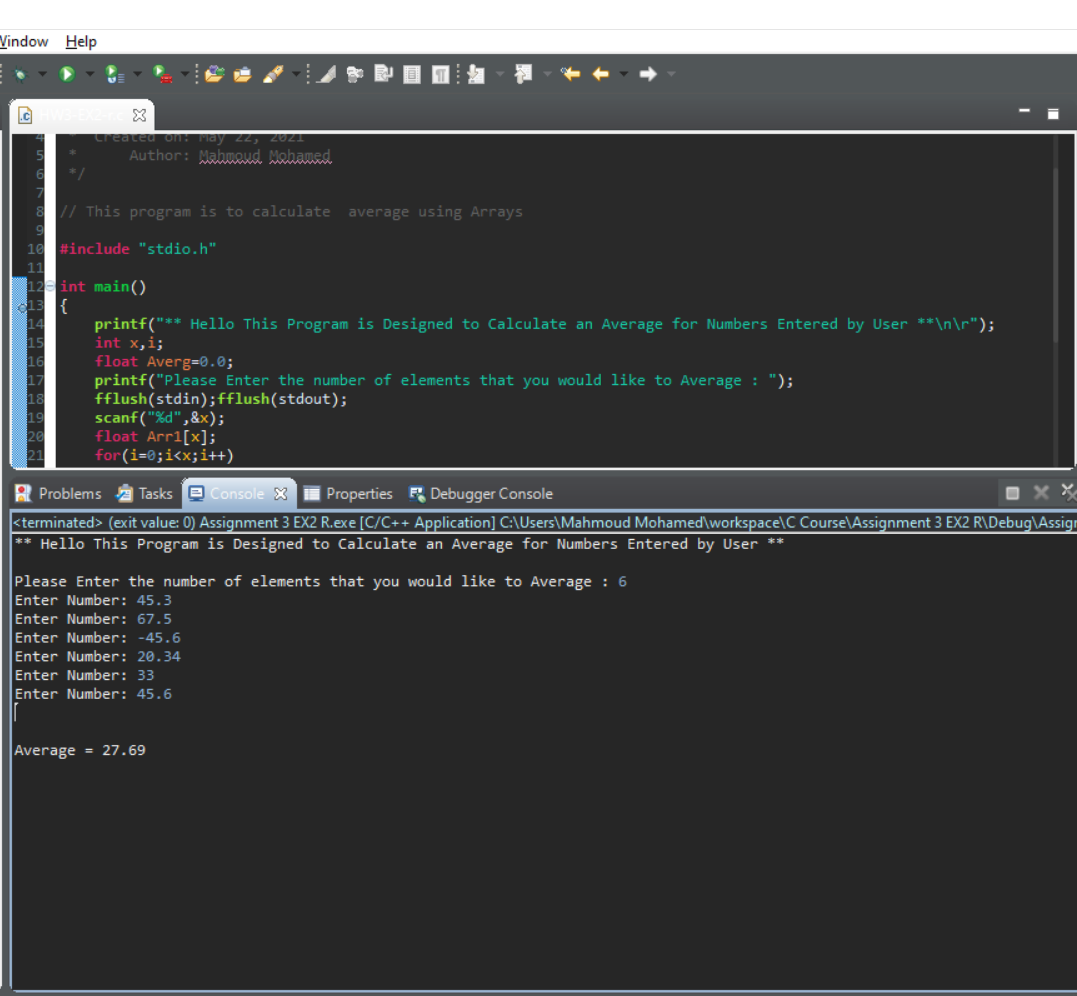 Window Help
4 * Created on: May 22, 2021
5 * Author: Mahmoud Mohamed
6 */
7
8 // This program is to calculate  average using Arrays
9
10 #include "stdio.h"
11
12 int main()
13 {
14 printf("** Hello This Program is Designed to Calculate an Average for Numbers Entered by User **\n\r");
15 int x,i;
16 float Averg=0.0;
17 printf("Please Enter the number of elements that you would like to Average : ");
18 fflush(stdin);fflush(stdout);
19 scanf("%d",&x);
20 float Arr1[x];
21 for(i=0;i<x;i++)
Problems Tasks Console Properties Debugger Console
<terminated> (exit value: 0) Assignment 3 EX2 R.exe [C/C++ Application] C:\Users\Mahmoud Mohamed\workspace\C Course\Assignment 3 EX2 R\Debug\Assign
** Hello This Program is Designed to Calculate an Average for Numbers Entered by User **
Please Enter the number of elements that you would like to Average : 6
Enter Number: 45.3
Enter Number: 67.5
Enter Number: -45.6
Enter Number: 20.34
Enter Number: 33
Enter Number: 45.6
Average = 27.69